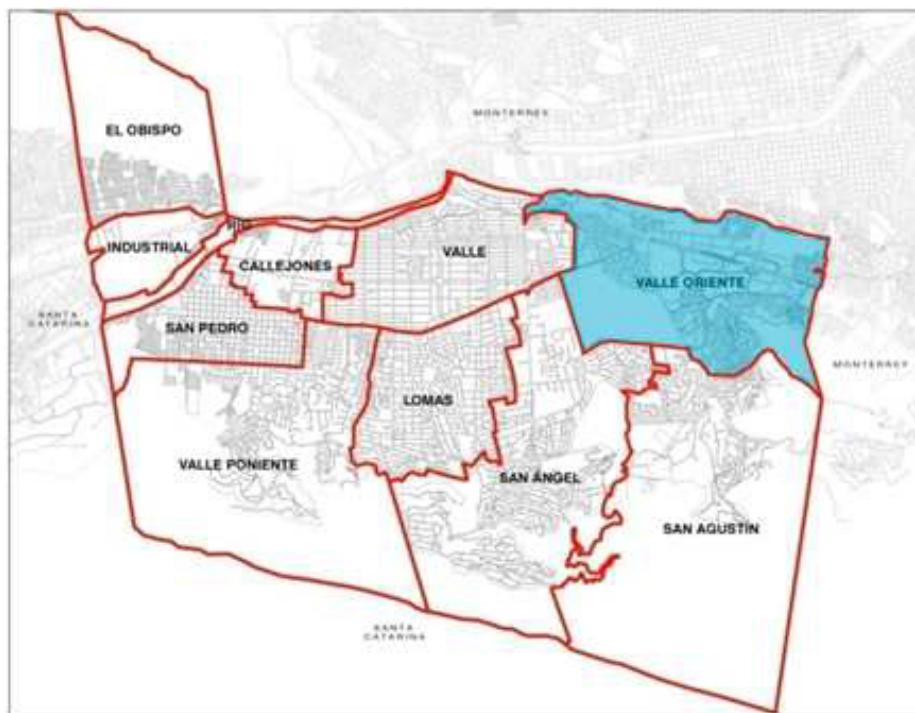 MONTERREY
EL OBISPO
RÍO
INDUSTRIAL
CALLEJONES
VALLE
VALLE ORIENTE
SANTA
CATARINA
SAN PEDRO
MONTERREY
LOMAS
VALLE PONIENTE
SAN ÁNGEL
SAN AGUSTÍN
SANTA
CATARINA